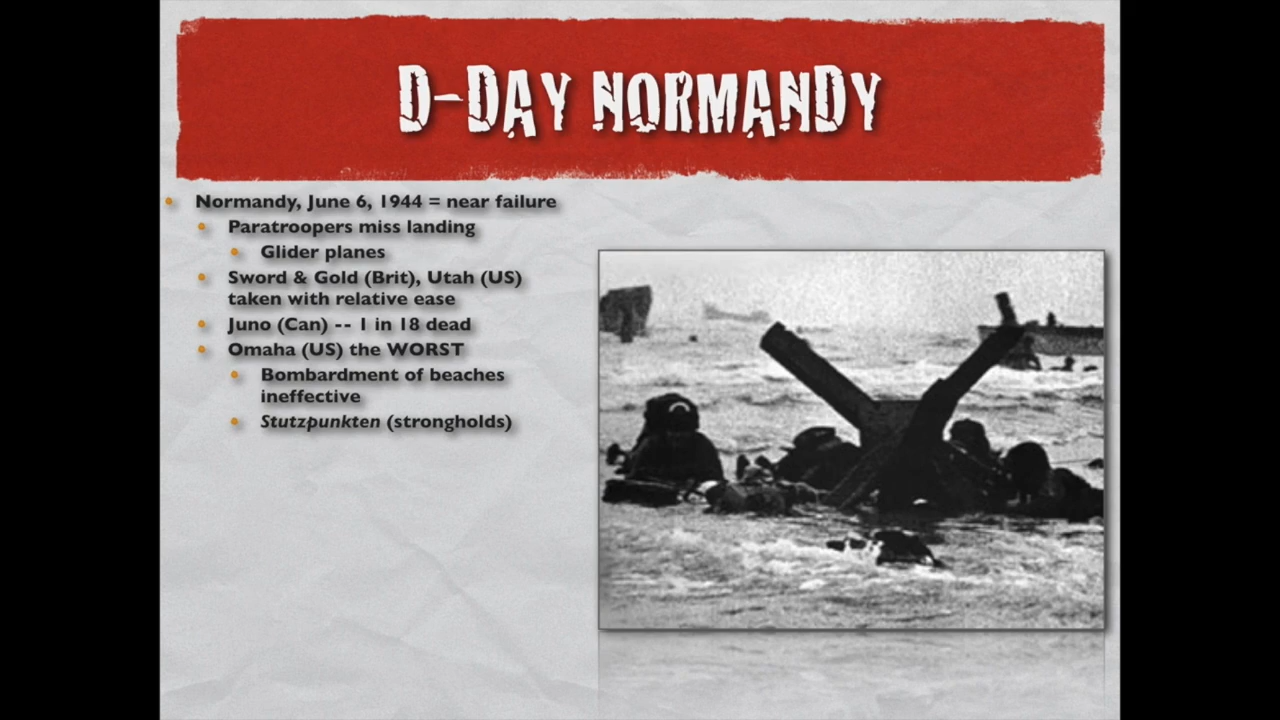 D-DAY NORMANDY
Normandy, June 6, 1944 = near failure
Paratroopers miss landing
Glider planes
Sword & Gold (Brit), Utah (US)
taken with relative ease
Juno (Can) -- 1 in 18 dead
Omaha (US) the WORST
Bombardment of beaches
ineffective
Stutzpunkten (strongholds)